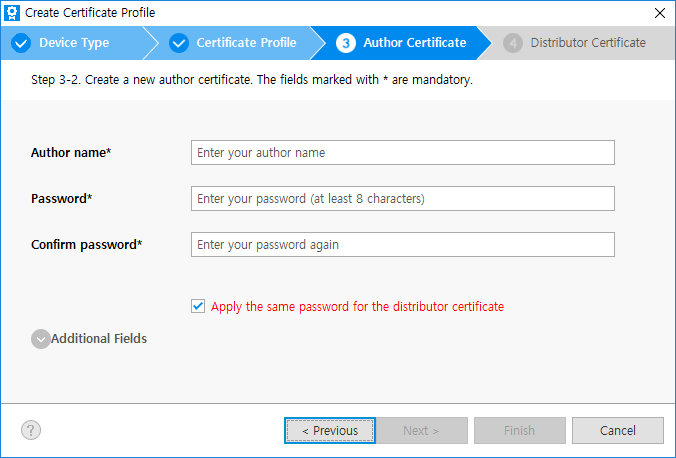 Create Certificate Profile
Device Type
Certificate Profile
3 Author Certificate
4 Distributor Certificate
Step 3-2. Create a new author certificate. The fields marked with * are mandatory.
Author name*
Enter your author name
Password*
Enter your password (at least 8 characters)
Confirm password*
Enter your password again
Apply the same password for the distributor certificate
Additional Fields
?
< Previous
Next >
Finish
Cancel